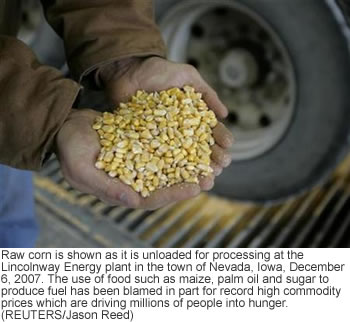 Raw corn is shown as it is unloaded for processing at the
Lincolnway Energy plant in the town of Nevada, Iowa, December
6, 2007. The use of food such as maize, palm oil and sugar to
produce fuel has been blamed in part for record high commodity
prices which are driving millions of people into hunger.
(REUTERS/Jason Reed)